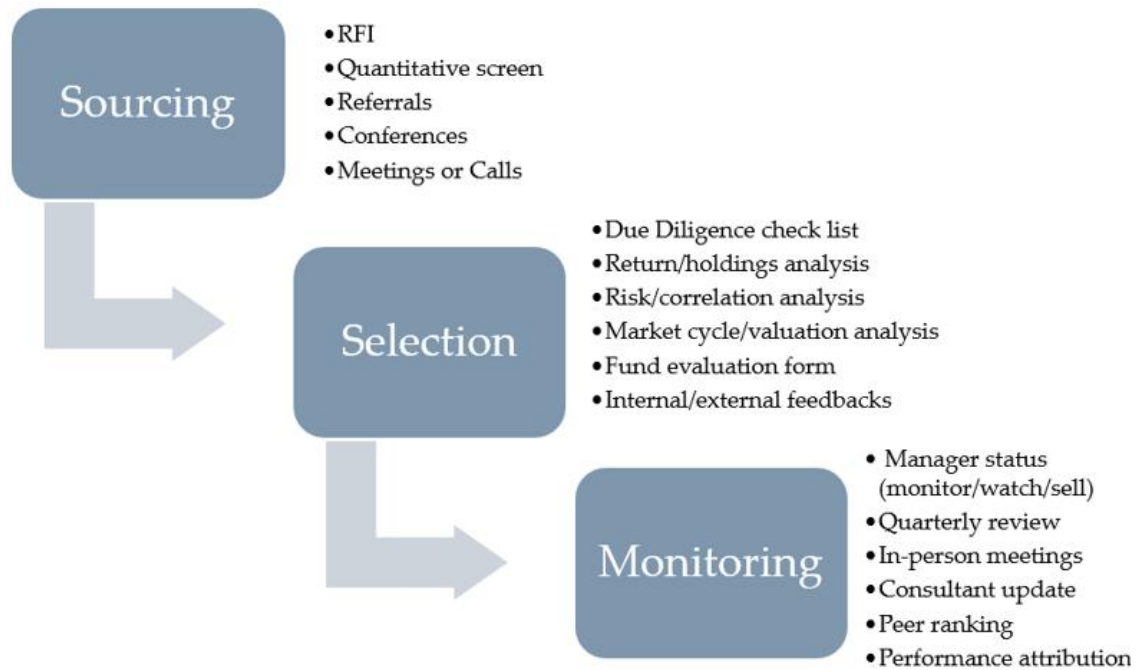 Sourcing
•RFI
•Quantitative screen
•Referrals
•Conferences
•Meetings or Calls
Selection
•Due Diligence check list
•Return/holdings analysis
•Risk/correlation analysis
•Market cycle/valuation analysis
•Fund evaluation form
•Internal/external feedbacks
Monitoring
• Manager status
(monitor/watch/sell)
•Quarterly review
•In-person meetings
•Consultant update
•Peer ranking
•Performance attribution